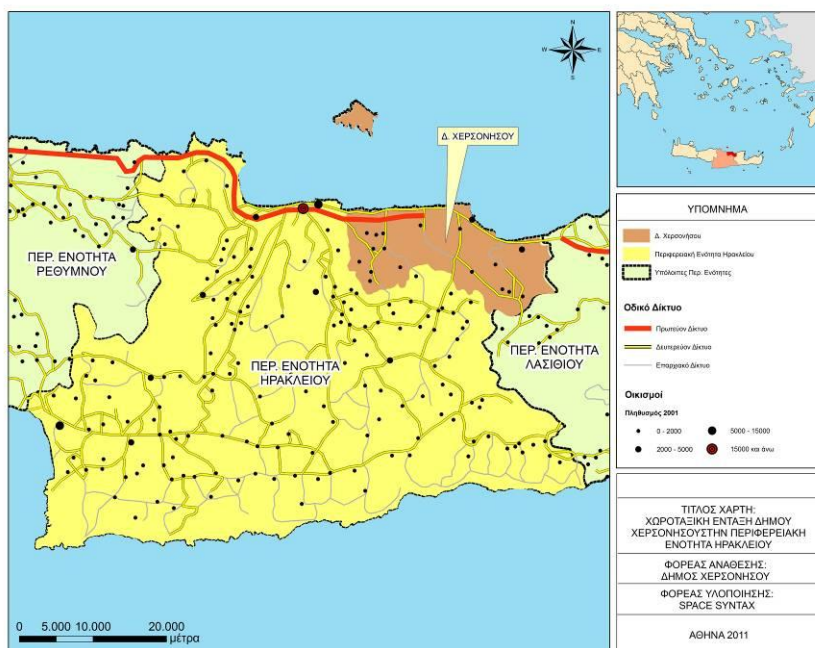 N
W
E
S
Δ. ΧΕΡΣΟΝΗΣΟΥ
ΠΕΡ. ΕΝΟΤΗΤΑ
ΡΕΘΥΜΝΟΥ
ΠΕΡ. ΕΝΟΤΗΤΑ
ΗΡΑΚΛΕΙΟΥ
ΠΕΡ. ΕΝΟΤΗΤΑ
ΛΑΣΙΘΙΟΥ
0 5.000 10.000 20.000
μέτρα
ΥΠΟΜΝΗΜΑ
Δ. Χερσονήσου
Περιφερειακή Ενότητα Ηρακλείου
Υπόλοιπες Περ. Ενότητες
Οδικό Δίκτυο
Πρωτεύον Δίκτυο
Δευτερεύον Δίκτυο
Επαρχιακό Δίκτυο
Οικισμοί
Πληθυσμός 2001
0 - 2000
5000 - 15000
2000 - 5000
15000 και άνω
ΤΙΤΛΟΣ ΧΑΡΤΗ:
ΧΩΡΟΤΑΞΙΚΗ ΕΝΤΑΞΗ ΔΗΜΟΥ
ΧΕΡΣΟΝΗΣΟΥΣΤΗΝ ΠΕΡΙΦΕΡΕΙΑΚΗ
ΕΝΟΤΗΤΑ ΗΡΑΚΛΕΙΟΥ
ΦΟΡΕΑΣ ΑΝΑΘΕΣΗΣ:
ΔΗΜΟΣ ΧΕΡΣΟΝΗΣΟΥ
ΦΟΡΕΑΣ ΥΛΟΠΟΙΗΣΗΣ:
SPACE SYNTAX
ΑΘΗΝΑ 2011